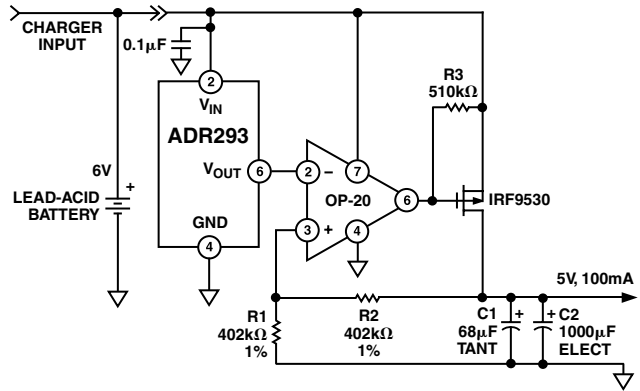 CHARGER
INPUT
0.1µF
2
VIN
ADR293
VOUT
6
GND
4
6V
+
LEAD-ACID
BATTERY
2
–
7
OP-20
6
3
+
4
R3
510kΩ
IRF9530
5V, 100mA
R1
402kΩ
1%
R2
402kΩ
1%
C1
68µF
TANT
+
+
C2
1000µF
ELECT